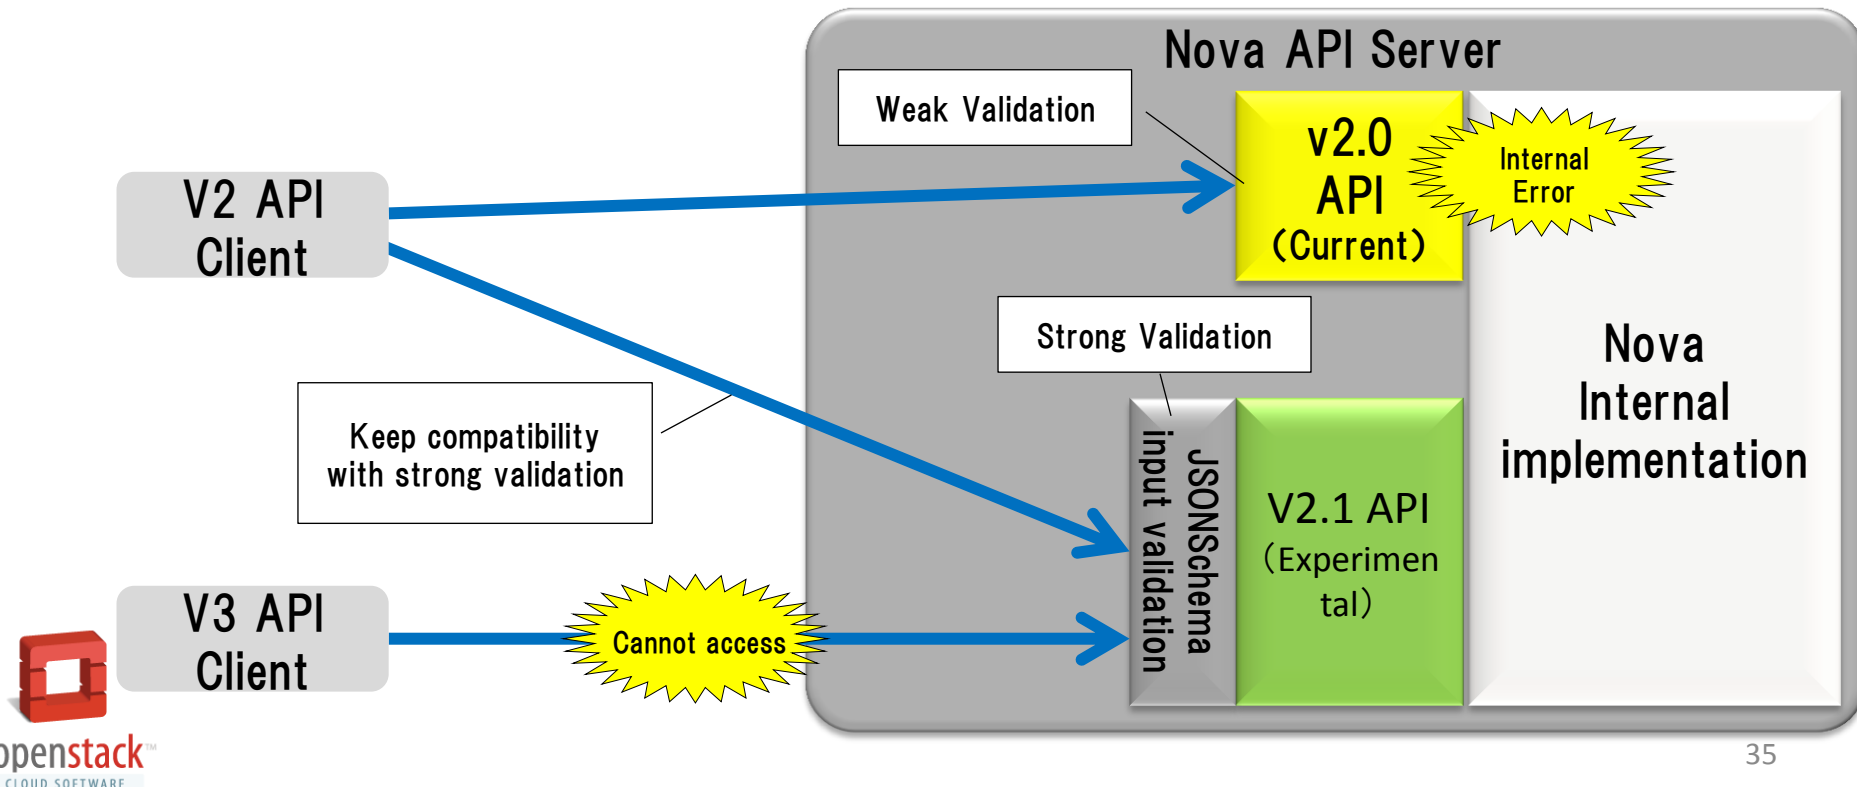 Nova API Server
Weak Validation
v2.0
API
(Current)
Internal
Error
V2 API
Client
Strong Validation
Nova
Internal
implementation
Keep compatibility
with strong validation
JSONSchema
input validation
V2.1 API
（Experimen
tal）
V3 API
Client
Cannot access
openstack™
CLOUD SOFTWARE
35